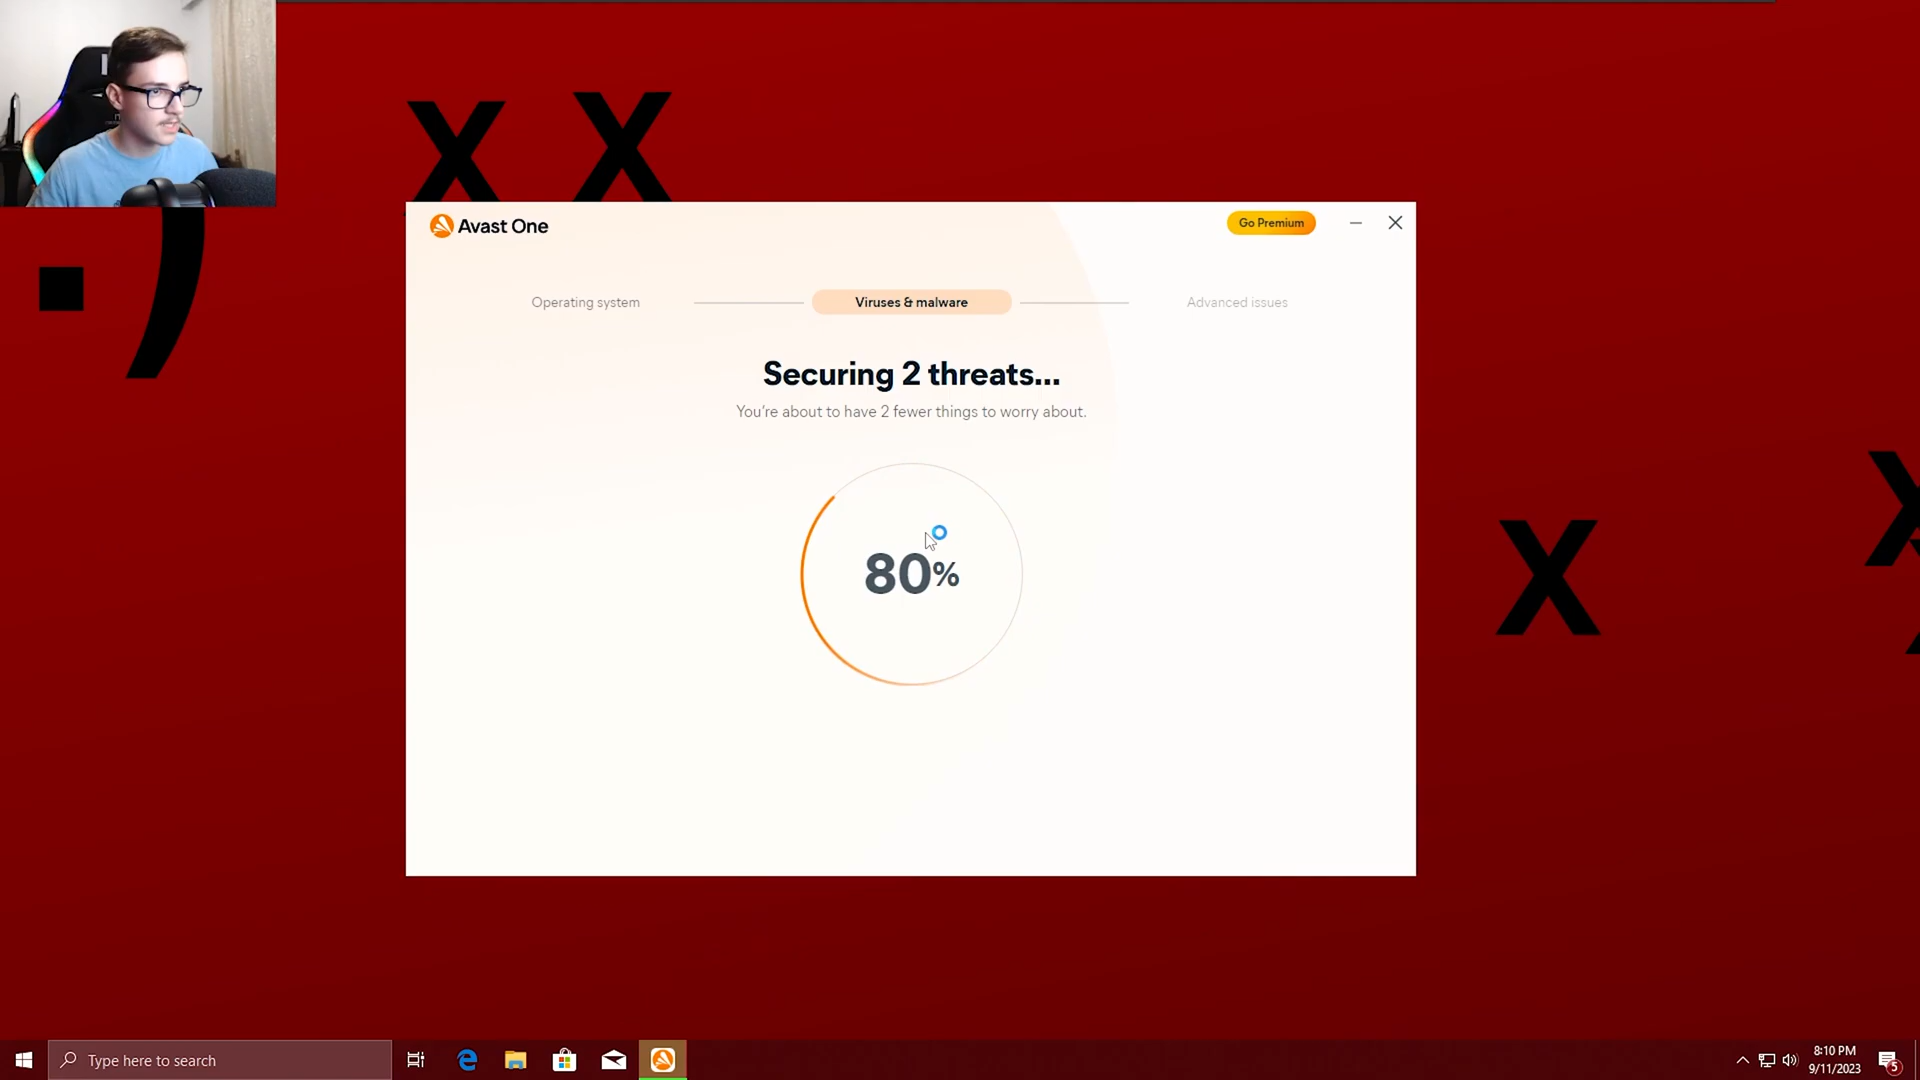 X X
Avast One
Go Premium
Operating system
Viruses & malware
Advanced issues
Securing 2 threats...
You're about to have 2 fewer things to worry about.
80%
X
X
Type here to search
8:10 PM
9/11/2023
5